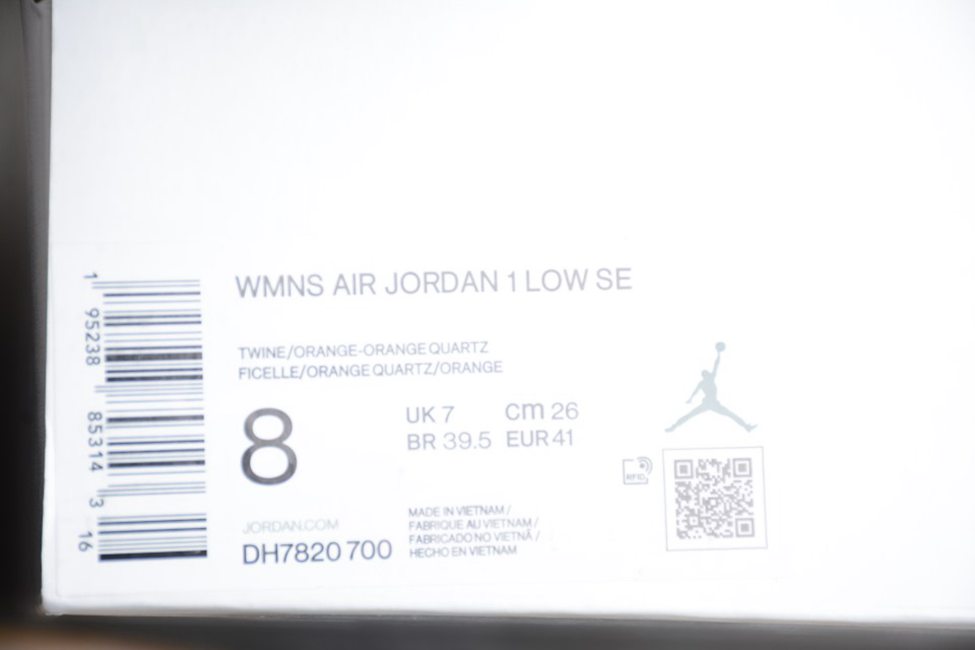 WMNS AIR JORDAN 1 LOW SE
TWINE/ORANGE-ORANGE QUARTZ
FICELLE/ORANGE QUARTZ/ORANGE
8
UK 7 cm 26
BR 39.5 EUR 41
JORDAN.COM
DH7820 700
MADE IN VIETNAM /
FABRIQUE AU VIETNAM /
FABRICADO NO VIETNÃ /
HECHO EN VIETNAM
RFID
1 95238 85314 3
16